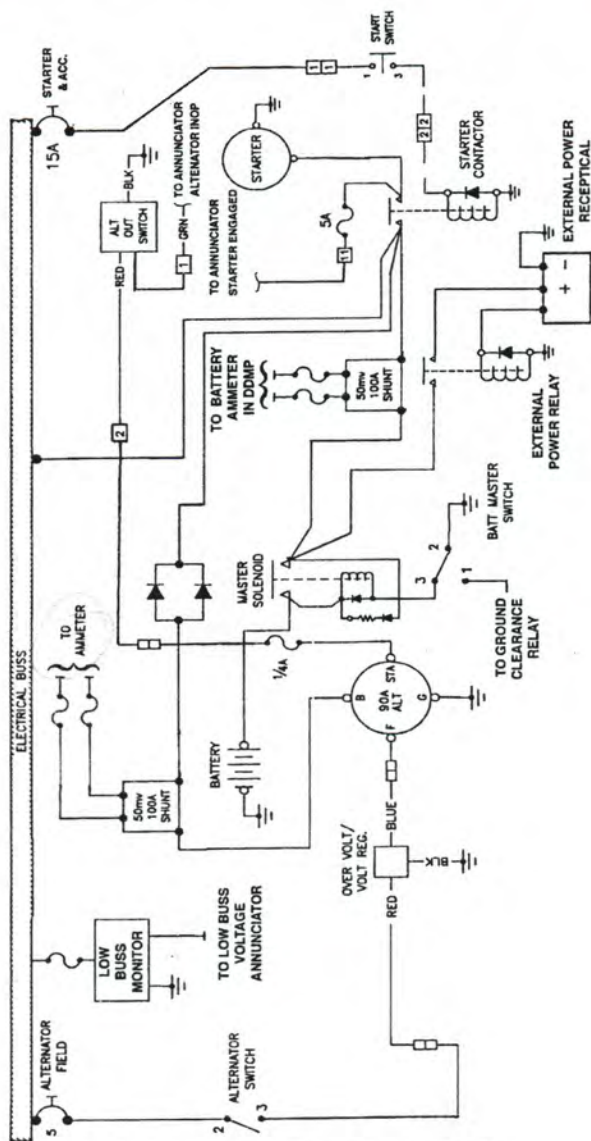 ELECTRICAL BUSS
ALTERNATOR
FIELD
5
2
3
ALTERNATOR
SWITCH
LOW
BUSS
MONITOR
TO LOW BUSS
VOLTAGE
ANNUNCIATOR
RED
OVER VOLT/
VOLT REG.
BLK
BLUE
TO
AMMETER
50mv
100A
SHUNT
BATTERY
B
F
90A
ALT
STA
G
1/4A
2
RED
ALT
OUT
SWITCH
BLK
1
GRN
TO ANNUNCIATOR
ALTENATOR INOP
15A
STARTER
& ACC.
MASTER
SOLENOID
3
2
1
BATT MASTER
SWITCH
TO GROUND
CLEARANCE
RELAY
TO BATTERY
AMMETER
IN DDMP
50mv
100A
SHUNT
TO ANNUNCIATOR
STARTER ENGAGED
11
5A
STARTER
1
1
1
3
START
SWITCH
2
2
STARTER
CONTACTOR
EXTERNAL
POWER RELAY
+
-
EXTERNAL POWER
RECEPTICAL